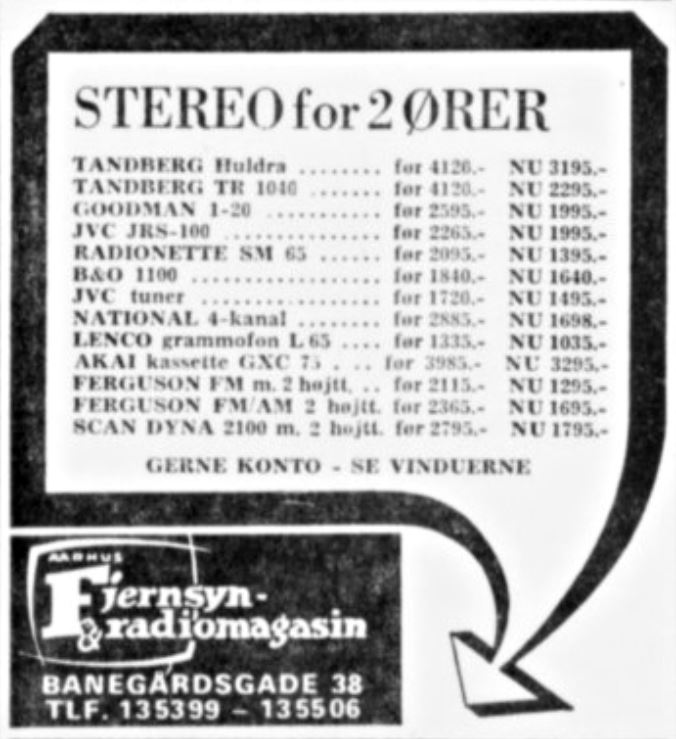 STEREO for 2 ØRER
TANDBERG Huldra ........ før 4120.- NU 3195.-
TANDBERG TR 1040 ....... før 4120.- NU 2295.-
GOODMAN 1-20 ........... før 2595.- NU 1995.-
JVC JRS-100 ............... før 2265.- NU 1995.-
RADIONETTE SM 65 ...... før 2095.- NU 1395.-
B&O 1100 .................. før 1840.- NU 1640.-
JVC tuner ................. før 1720.- NU 1495.-
NATIONAL 4-kanal ........ før 2885.- NU 1698.-
LENCO grammofon L 65 .... før 1335.- NU 1035.-
AKAI kassette GXC 75 . .. før 3985.- NU 3295.-
FERGUSON FM m. 2 højtt. .. før 2115.- NU 1295.-
FERGUSON FM/AM 2 højtt. før 2365.- NU 1695.-
SCAN DYNA 2100 m. 2 højtt. før 2795.- NU 1795.-
GERNE KONTO - SE VINDUERNE
AARHUS
Fjernsyn-
& radiomagasin
BANEGÅRDSGADE 38
TLF. 135399 - 135506